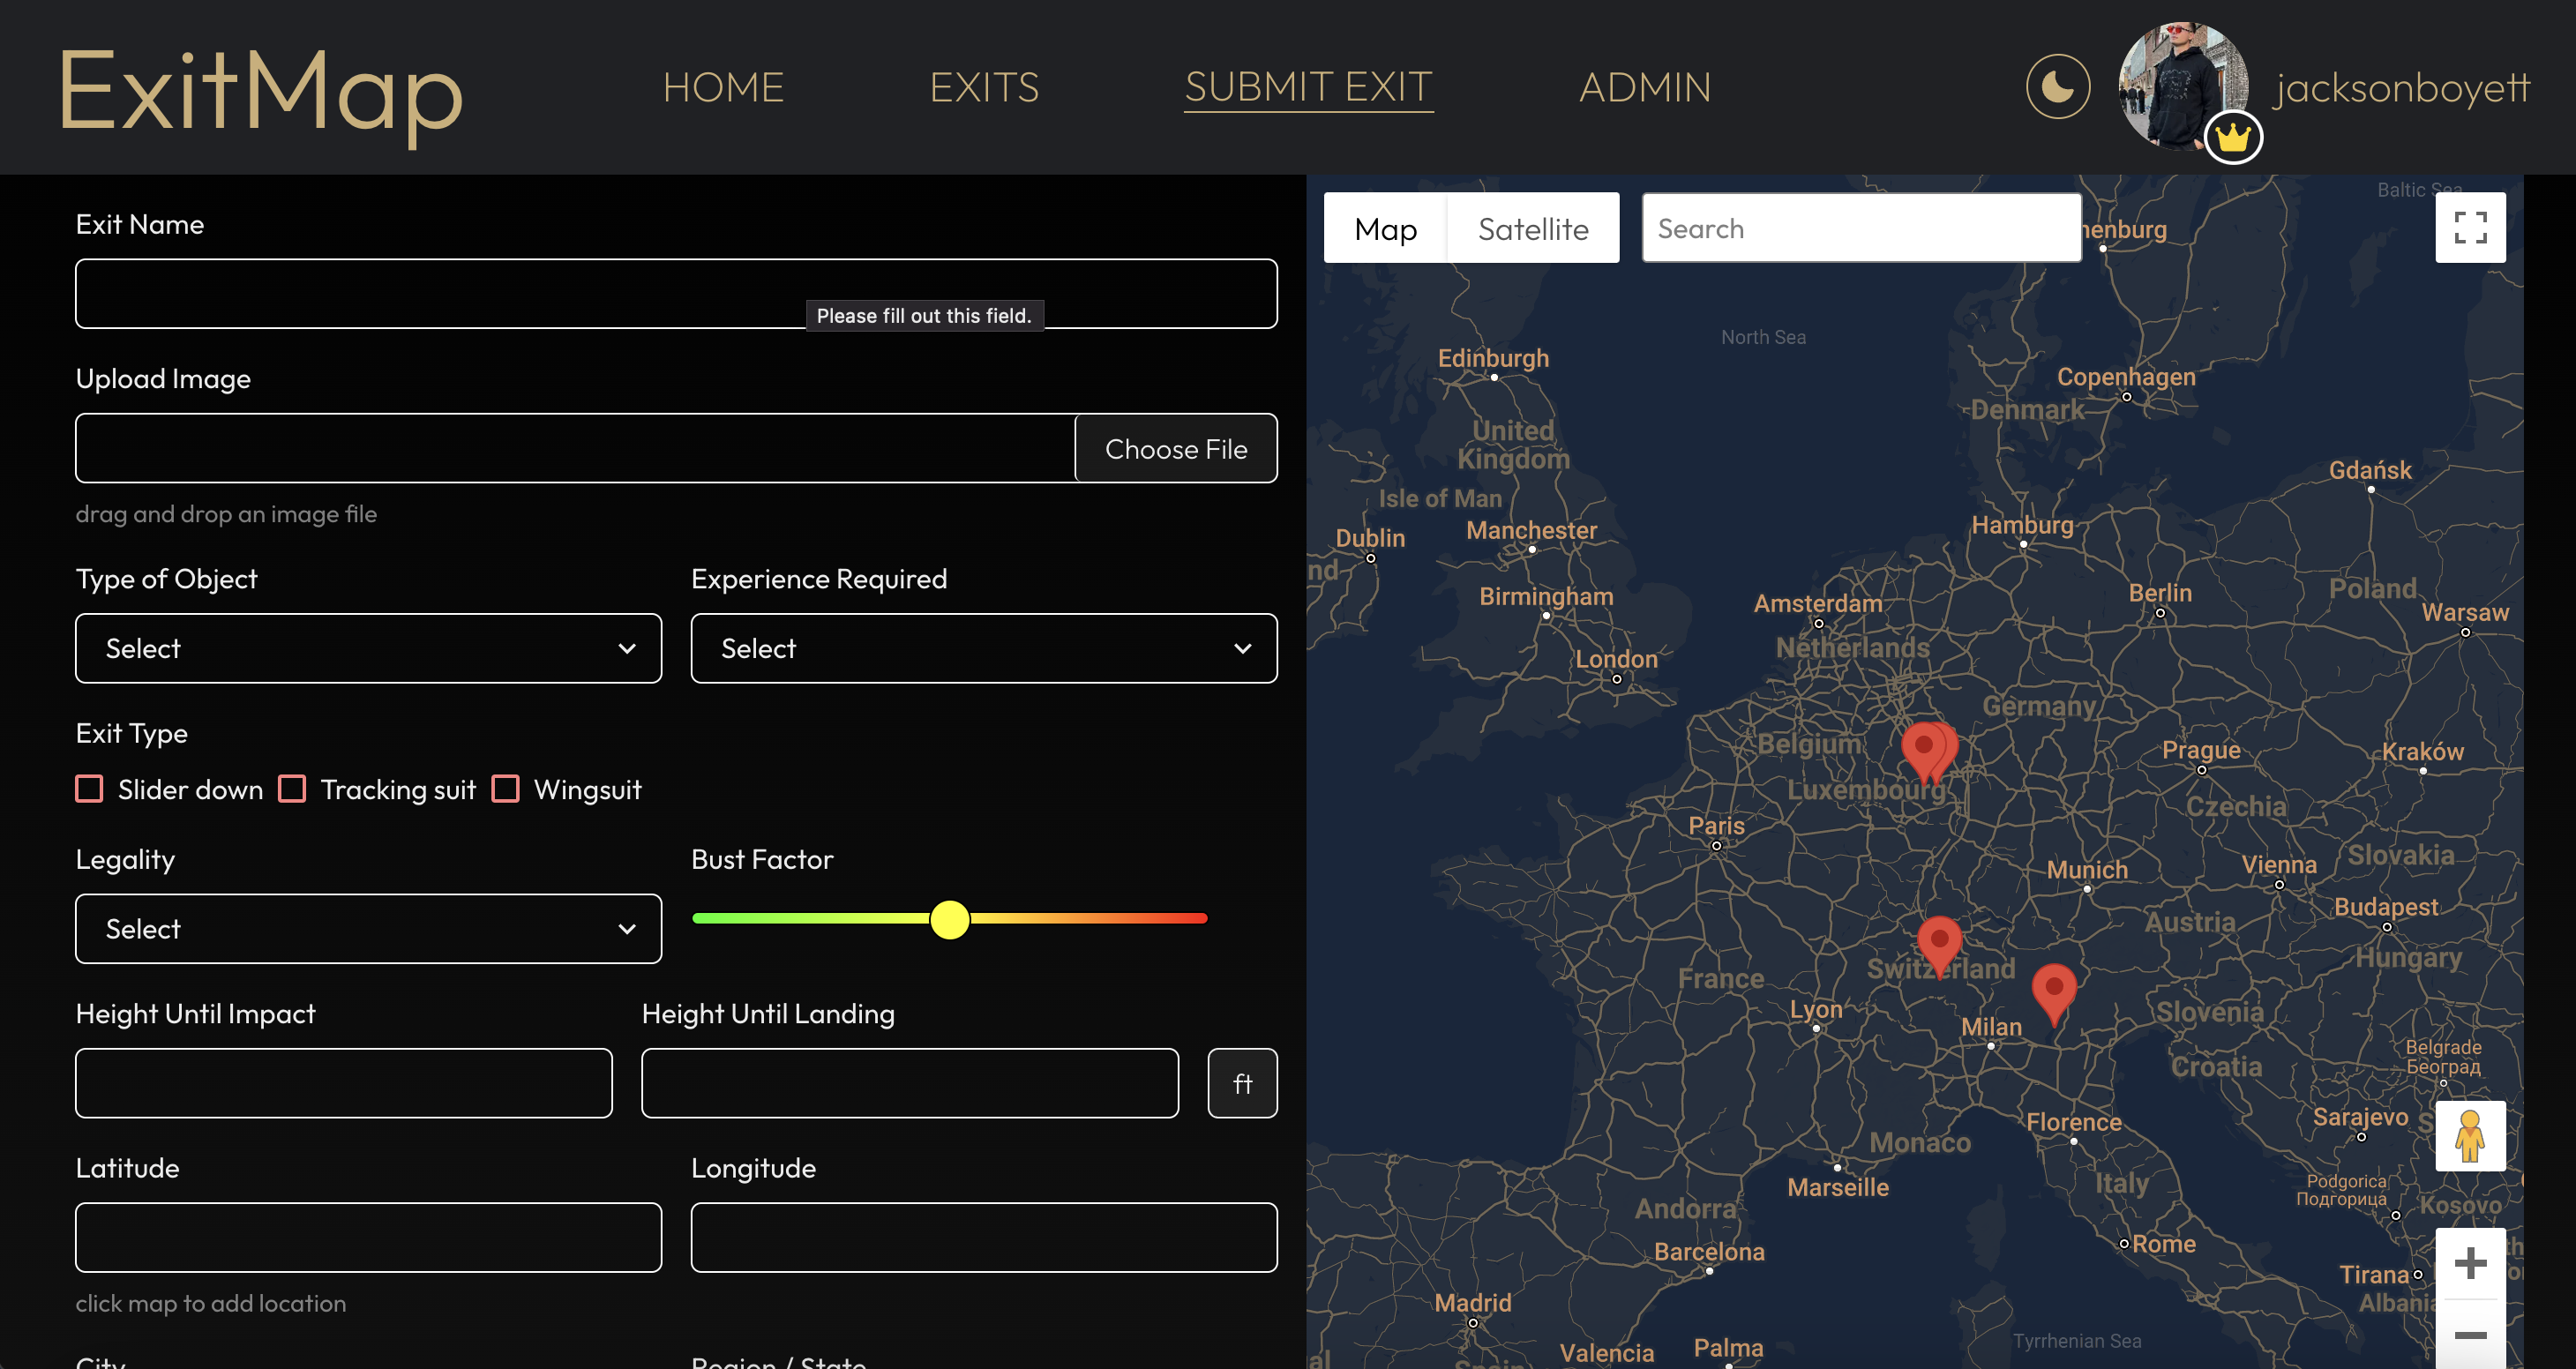 ExitMap
HOME
EXITS
SUBMIT EXIT
ADMIN
jacksonboyett
Exit Name
Please fill out this field.
Upload Image
Choose File
drag and drop an image file
Type of Object
Experience Required
Select
Select
Exit Type
Slider down
Tracking suit
Wingsuit
Legality
Bust Factor
Select
Height Until Impact
Height Until Landing
ft
Latitude
Longitude
click map to add location
City
Region / State
Map
Satellite
Search
Baltic Sea
North Sea
Edinburgh
Copenhagen
Denmark
United
Kingdom
Gdańsk
Isle of Man
Hamburg
Manchester
Dublin
Birmingham
Amsterdam
Berlin
Poland
Warsaw
Netherlands
London
Germany
Belgium
Prague
Kraków
Luxembourg
Czechia
Paris
Slovakia
Munich
Vienna
Budapest
Austria
Hungary
Switzerland
France
Lyon
Slovenia
Milan
Belgrade
Београд
Croatia
Florence
Sarajevo
Monaco
Marseille
Italy
Podgorica
Подгорица
Kosovo
Andorra
Barcelona
Rome
Tirana
Albania
Madrid
Tyrrhenian Sea
Valencia
Palma
Spain